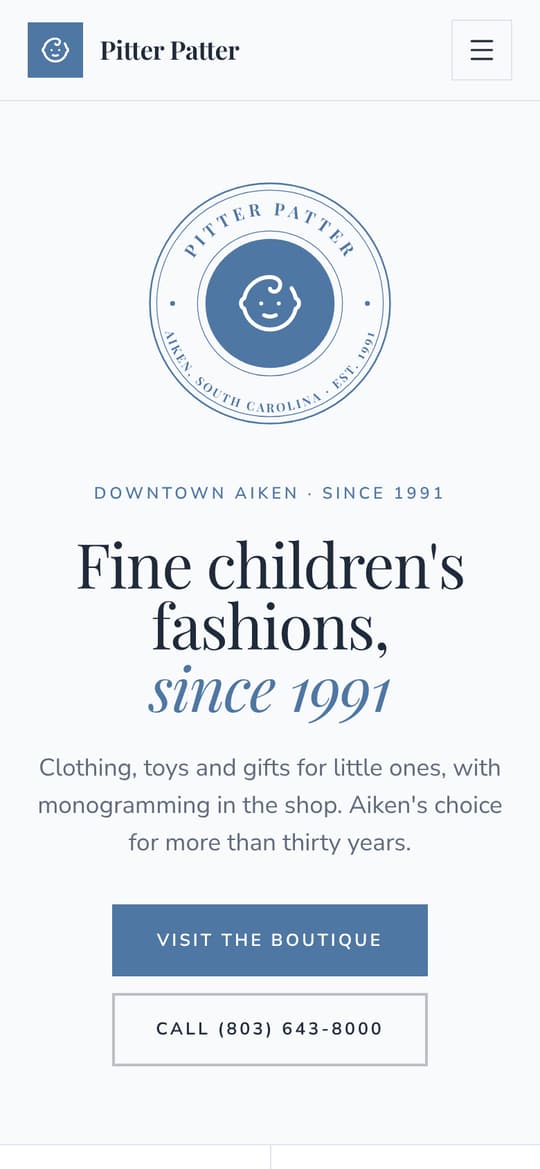 Pitter Patter
PITTER PATTER
AIKEN, SOUTH CAROLINA · EST. 1991
DOWNTOWN AIKEN · SINCE 1991
Fine children's
fashions,
since 1991
Clothing, toys and gifts for little ones, with
monogramming in the shop. Aiken's choice
for more than thirty years.
VISIT THE BOUTIQUE
CALL (803) 643-8000